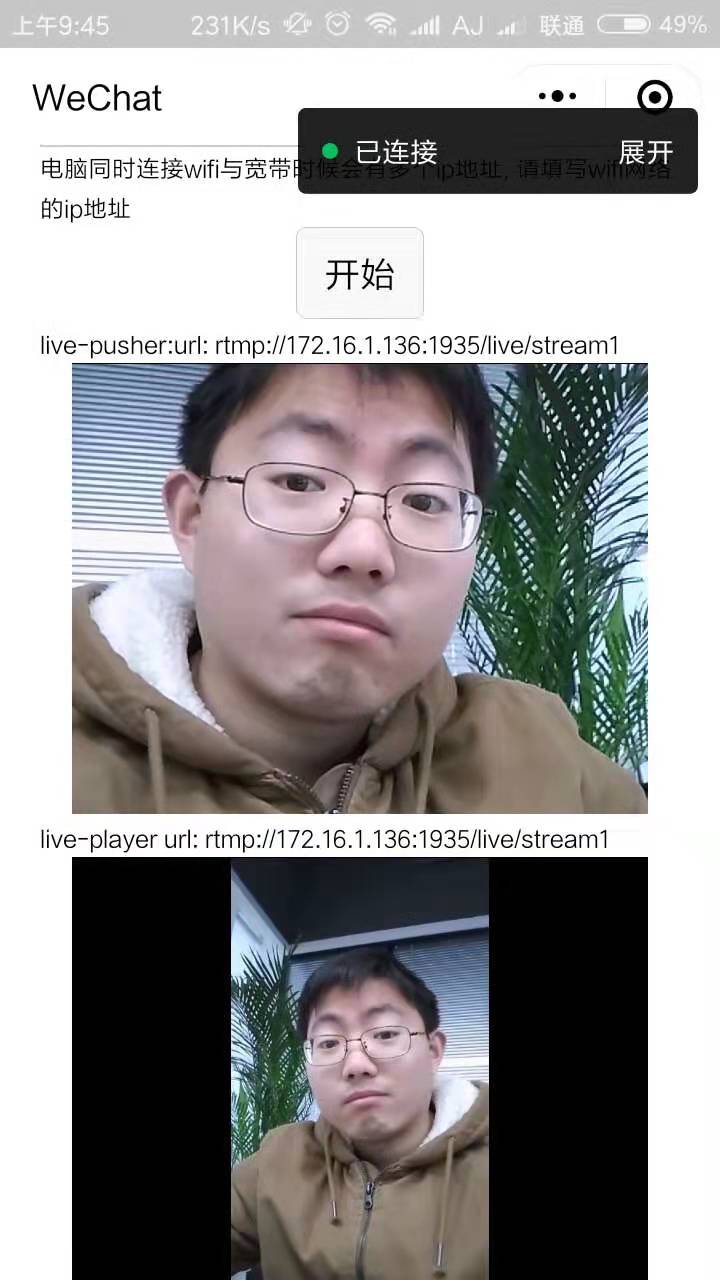 上午9:45 231K/s AJ 联通 49%
WeChat
已连接 展开
电脑同时连接wifi与宽带时候会有多个ip地址, 请填写wifi网络
的ip地址
开始
live-pusher:url: rtmp://172.16.1.136:1935/live/stream1
live-player url: rtmp://172.16.1.136:1935/live/stream1